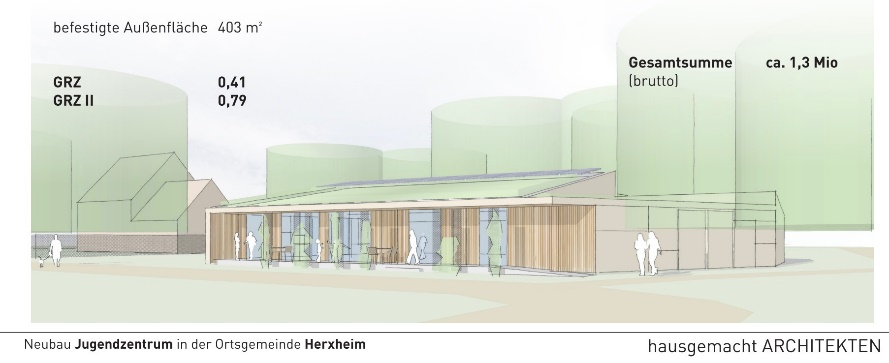 befestigte Außenfläche 403 m²
GRZ 0,41
GRZ II 0,79
Gesamtsumme ca. 1,3 Mio
(brutto)
Neubau Jugendzentrum in der Ortsgemeinde Herxheim
hausgemacht ARCHITEKTEN